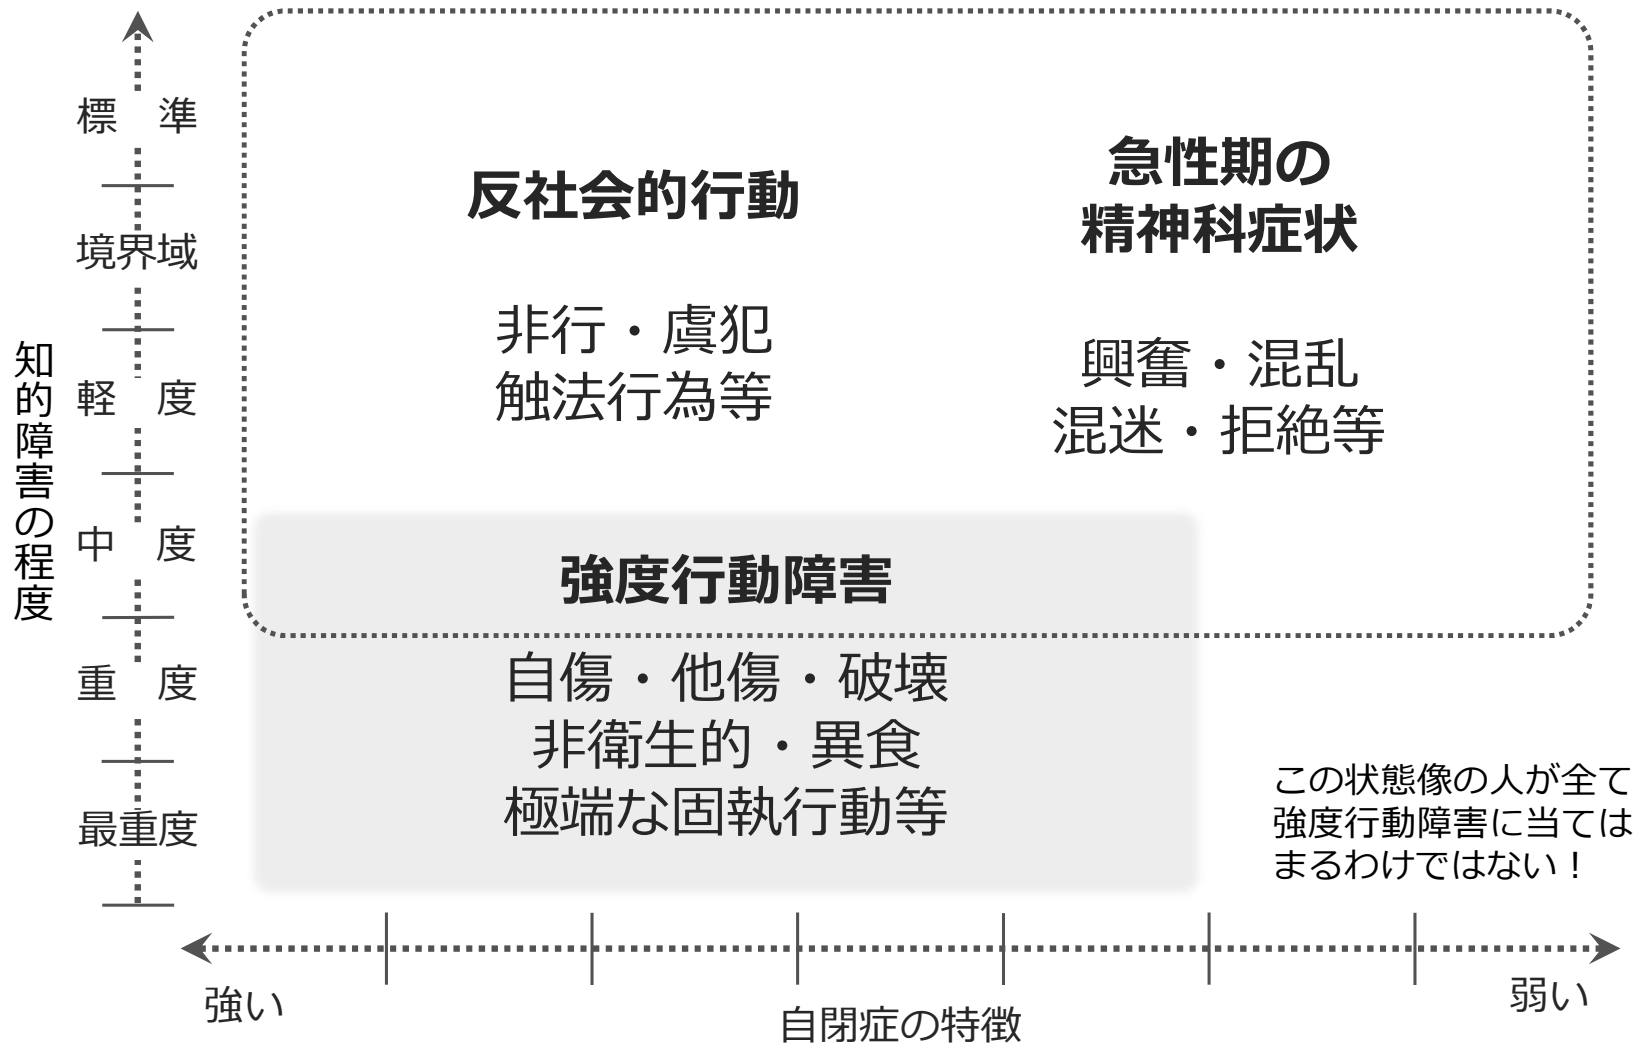 知的障害の程度
標　準
境界域
軽　度
中　度
重　度
最重度
反社会的行動
非行・虞犯
触法行為等
急性期の
精神科症状
興奮・混乱
混迷・拒絶等
強度行動障害
自傷・他傷・破壊
非衛生的・異食
極端な固執行動等
この状態像の人が全て
強度行動障害に当ては
まるわけではない！
強い
自閉症の特徴
弱い